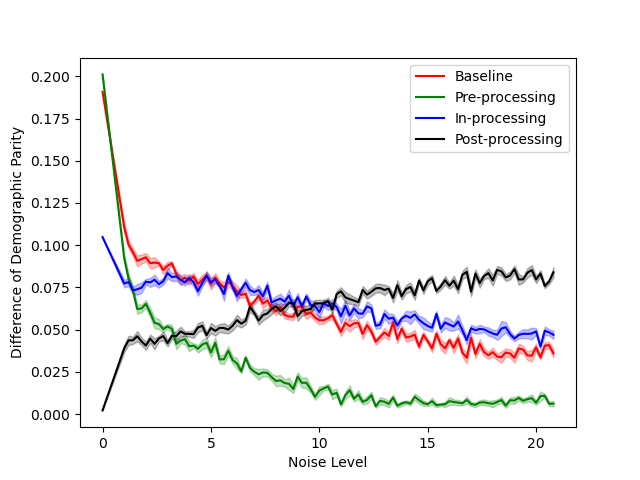 0.200
0.175
0.150
0.125
0.100
0.075
0.050
0.025
0.000
Difference of Demographic Parity
0 5 10 15 20
Noise Level
Baseline
Pre-processing
In-processing
Post-processing